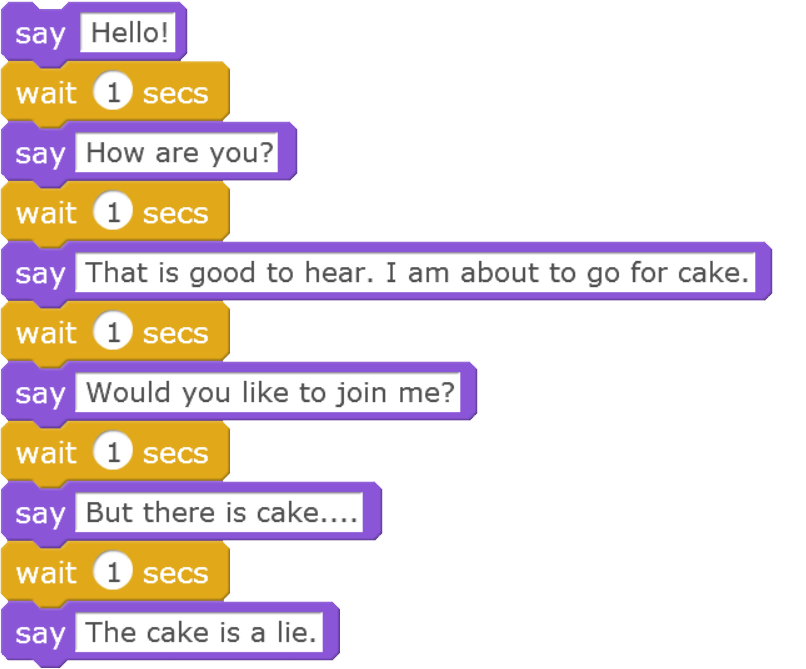 say Hello!
wait 1 secs
say How are you?
wait 1 secs
say That is good to hear. I am about to go for cake.
wait 1 secs
say Would you like to join me?
wait 1 secs
say But there is cake....
wait 1 secs
say The cake is a lie.